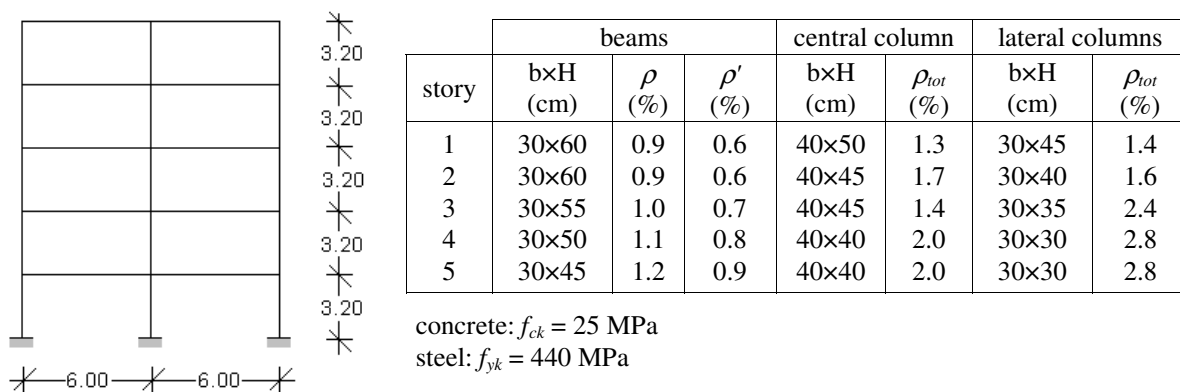 3.20
3.20
3.20
3.20
3.20
6.00 6.00
beams central column lateral columns
story b×H (cm) ρ (%) ρ' (%) b×H (cm) ρtot (%) b×H (cm) ρtot (%)
1 30×60 0.9 0.6 40×50 1.3 30×45 1.4
2 30×60 0.9 0.6 40×45 1.7 30×40 1.6
3 30×55 1.0 0.7 40×45 1.4 30×35 2.4
4 30×50 1.1 0.8 40×40 2.0 30×30 2.8
5 30×45 1.2 0.9 40×40 2.0 30×30 2.8
concrete: fck = 25 MPa
steel: fyk = 440 MPa